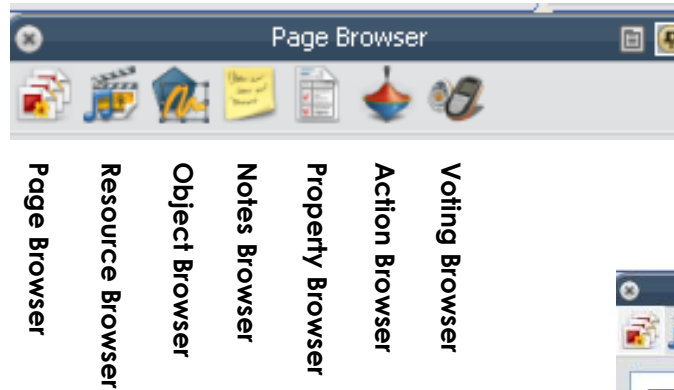 Page Browser
Page Browser
Resource Browser
Object Browser
Notes Browser
Property Browser
Action Browser
Voting Browser